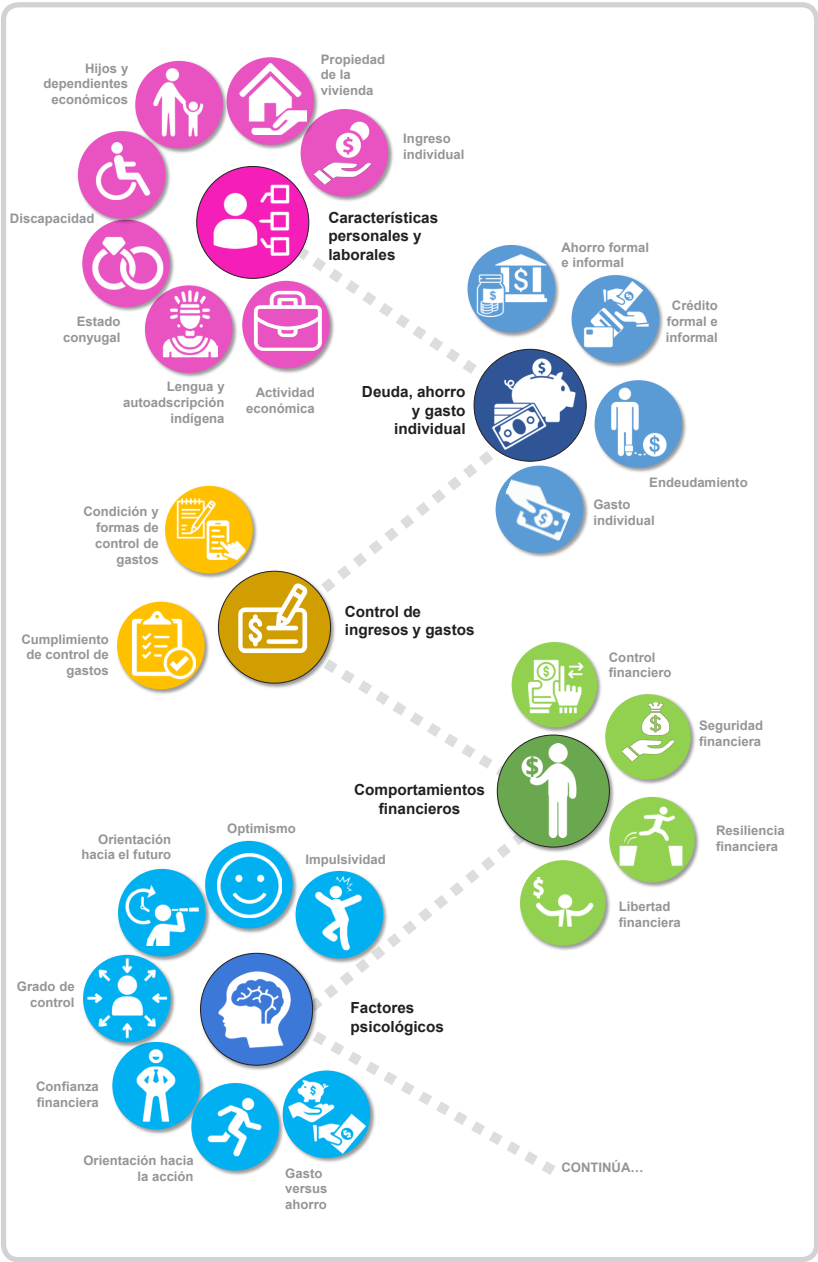 Hijos y
dependientes
económicos
Propiedad
de la
vivienda
Ingreso
individual
Discapacidad
Características
personales y
laborales
Estado
conyugal
Lengua y
autoadscripción
indígena
Actividad
económica
Ahorro formal
e informal
Crédito
formal e
informal
Deuda, ahorro
y gasto
individual
Endeudamiento
Gasto
individual
Condición y
formas de
control de
gastos
Control de
ingresos y gastos
Cumplimiento
de control de
gastos
Control
financiero
Seguridad
financiera
Comportamientos
financieros
Resiliencia
financiera
Libertad
financiera
Orientación
hacia el futuro
Optimismo
Impulsividad
Grado de
control
Factores
psicológicos
Confianza
financiera
Orientación hacia
la acción
Gasto
versus
ahorro
CONTINÚA...